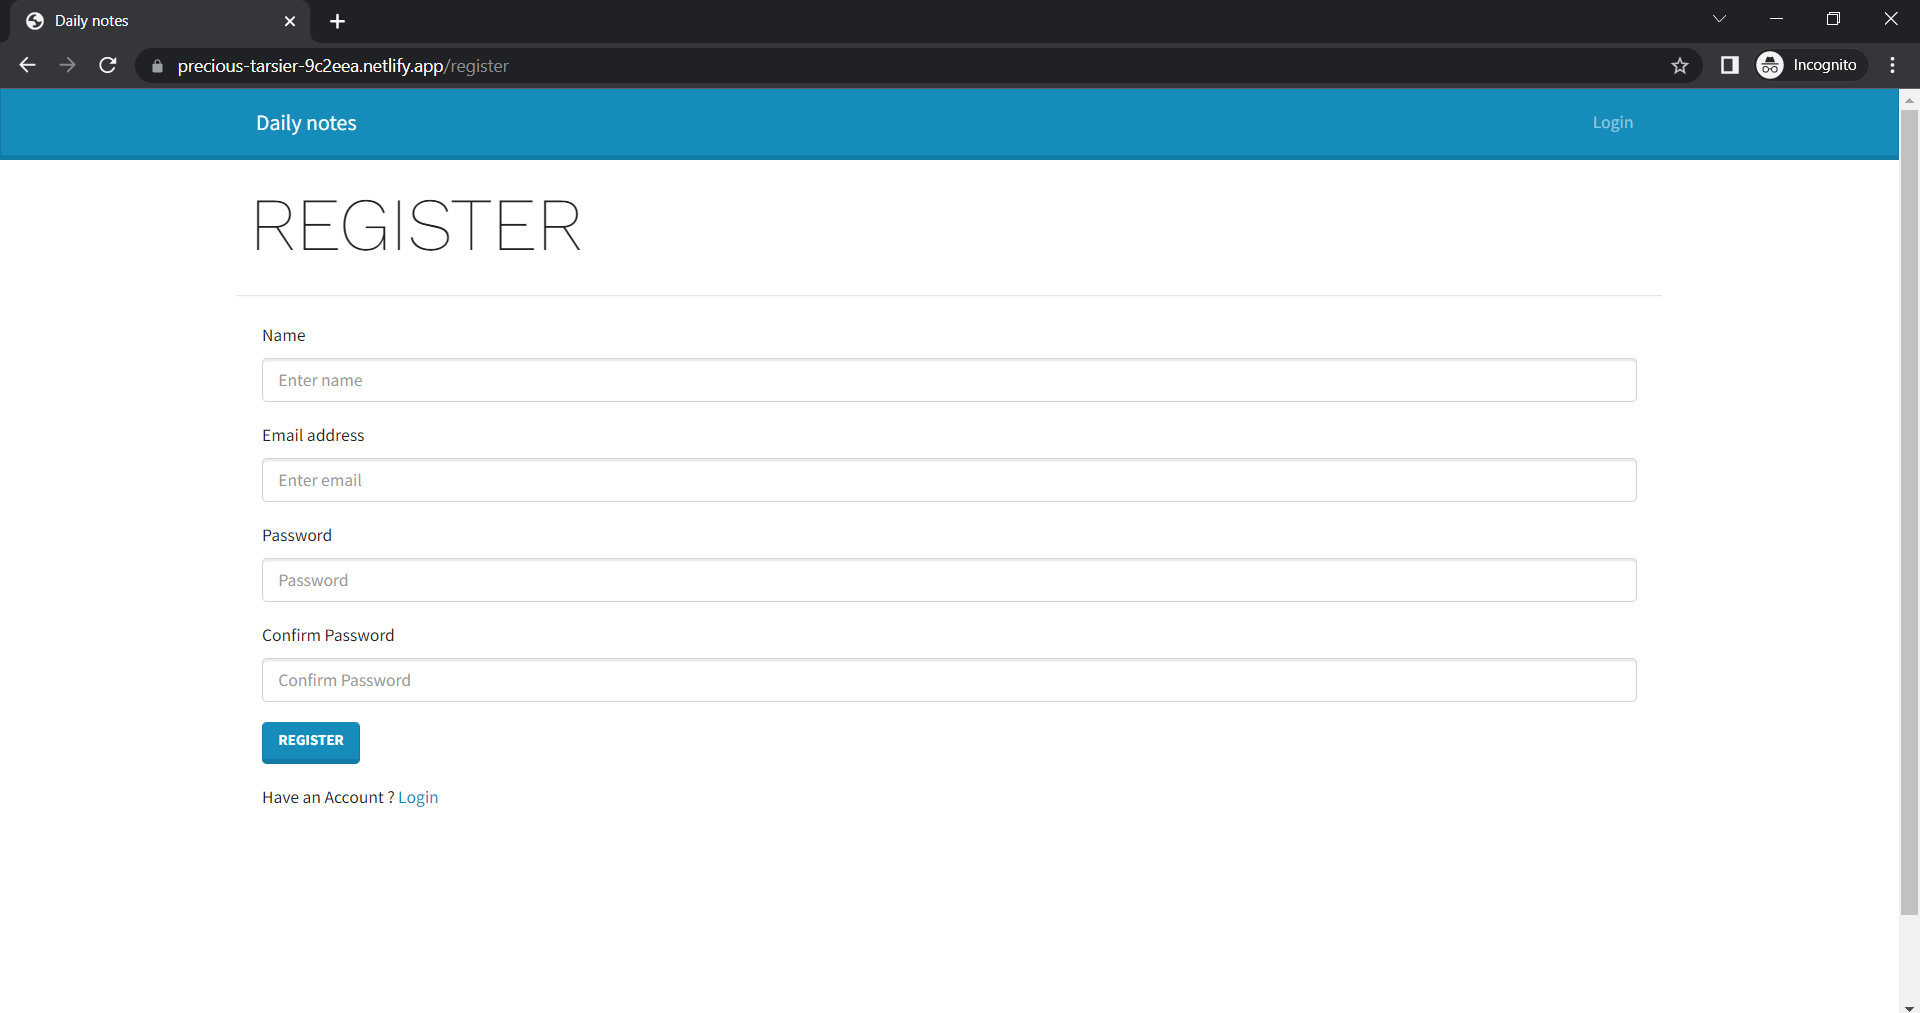 Daily notes
precious-tarsier-9c2eea.netlify.app/register
Incognito
Daily notes
Login
REGISTER
Name
Enter name
Email address
Enter email
Password
Password
Confirm Password
Confirm Password
REGISTER
Have an Account ? Login